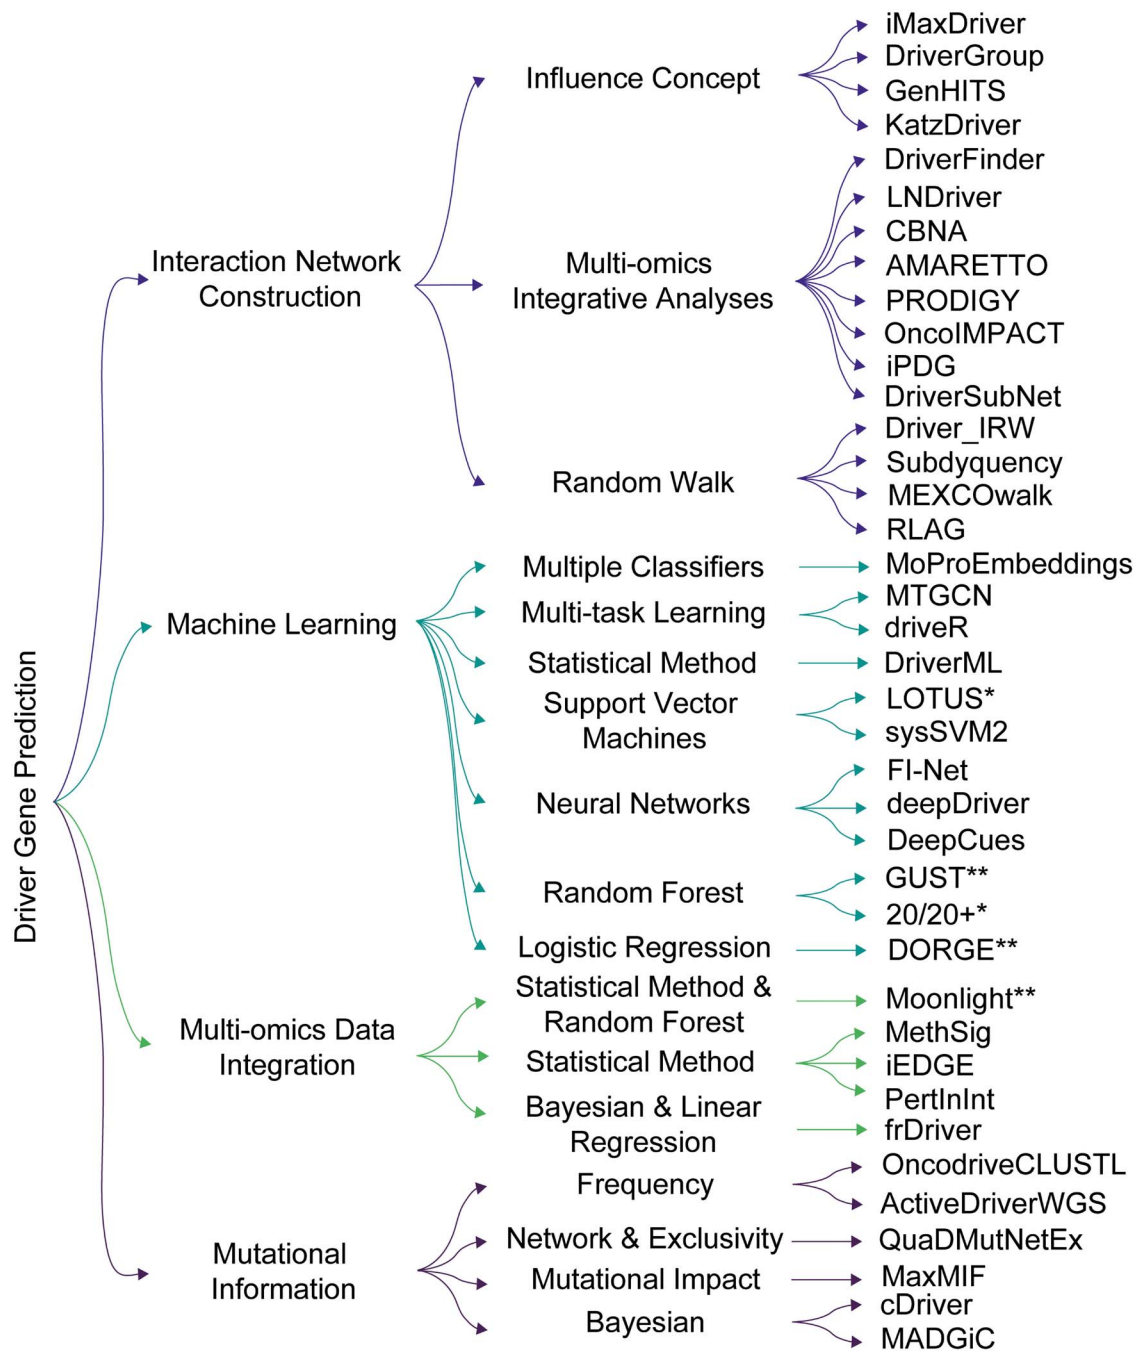 Driver Gene Prediction
Interaction Network
Construction
Influence Concept
iMaxDriver
DriverGroup
GenHITS
KatzDriver
Multi-omics
Integrative Analyses
DriverFinder
LNDriver
CBNA
AMARETTO
PRODIGY
OncoIMPACT
iPDG
DriverSubNet
Random Walk
Driver_IRW
Subdyquency
MEXCOwalk
RLAG
Machine Learning
Multiple Classifiers
MoProEmbeddings
Multi-task Learning
MTGCN
driveR
Statistical Method
DriverML
Support Vector
Machines
LOTUS*
sysSVM2
Neural Networks
FI-Net
deepDriver
DeepCues
Random Forest
GUST**
20/20+*
Logistic Regression
DORGE**
Multi-omics Data
Integration
Statistical Method &
Random Forest
Moonlight**
Statistical Method
MethSig
iEDGE
PertInInt
Bayesian & Linear
Regression
frDriver
Mutational
Information
Frequency
OncodriveCLUSTL
ActiveDriverWGS
Network & Exclusivity
QuaDMutNetEx
Mutational Impact
MaxMIF
Bayesian
cDriver
MADGiC